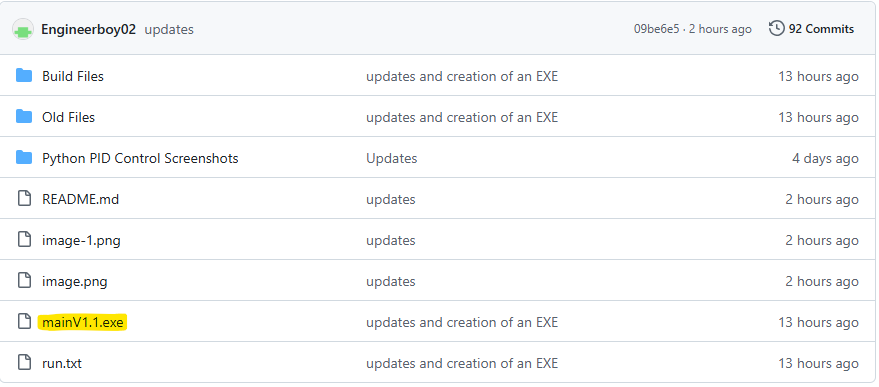 Engineerboy02 updates 09be6e5 · 2 hours ago 92 Commits
Build Files updates and creation of an EXE 13 hours ago
Old Files updates and creation of an EXE 13 hours ago
Python PID Control Screenshots Updates 4 days ago
README.md updates 2 hours ago
image-1.png updates 2 hours ago
image.png updates 2 hours ago
mainV1.1.exe updates and creation of an EXE 13 hours ago
run.txt updates and creation of an EXE 13 hours ago